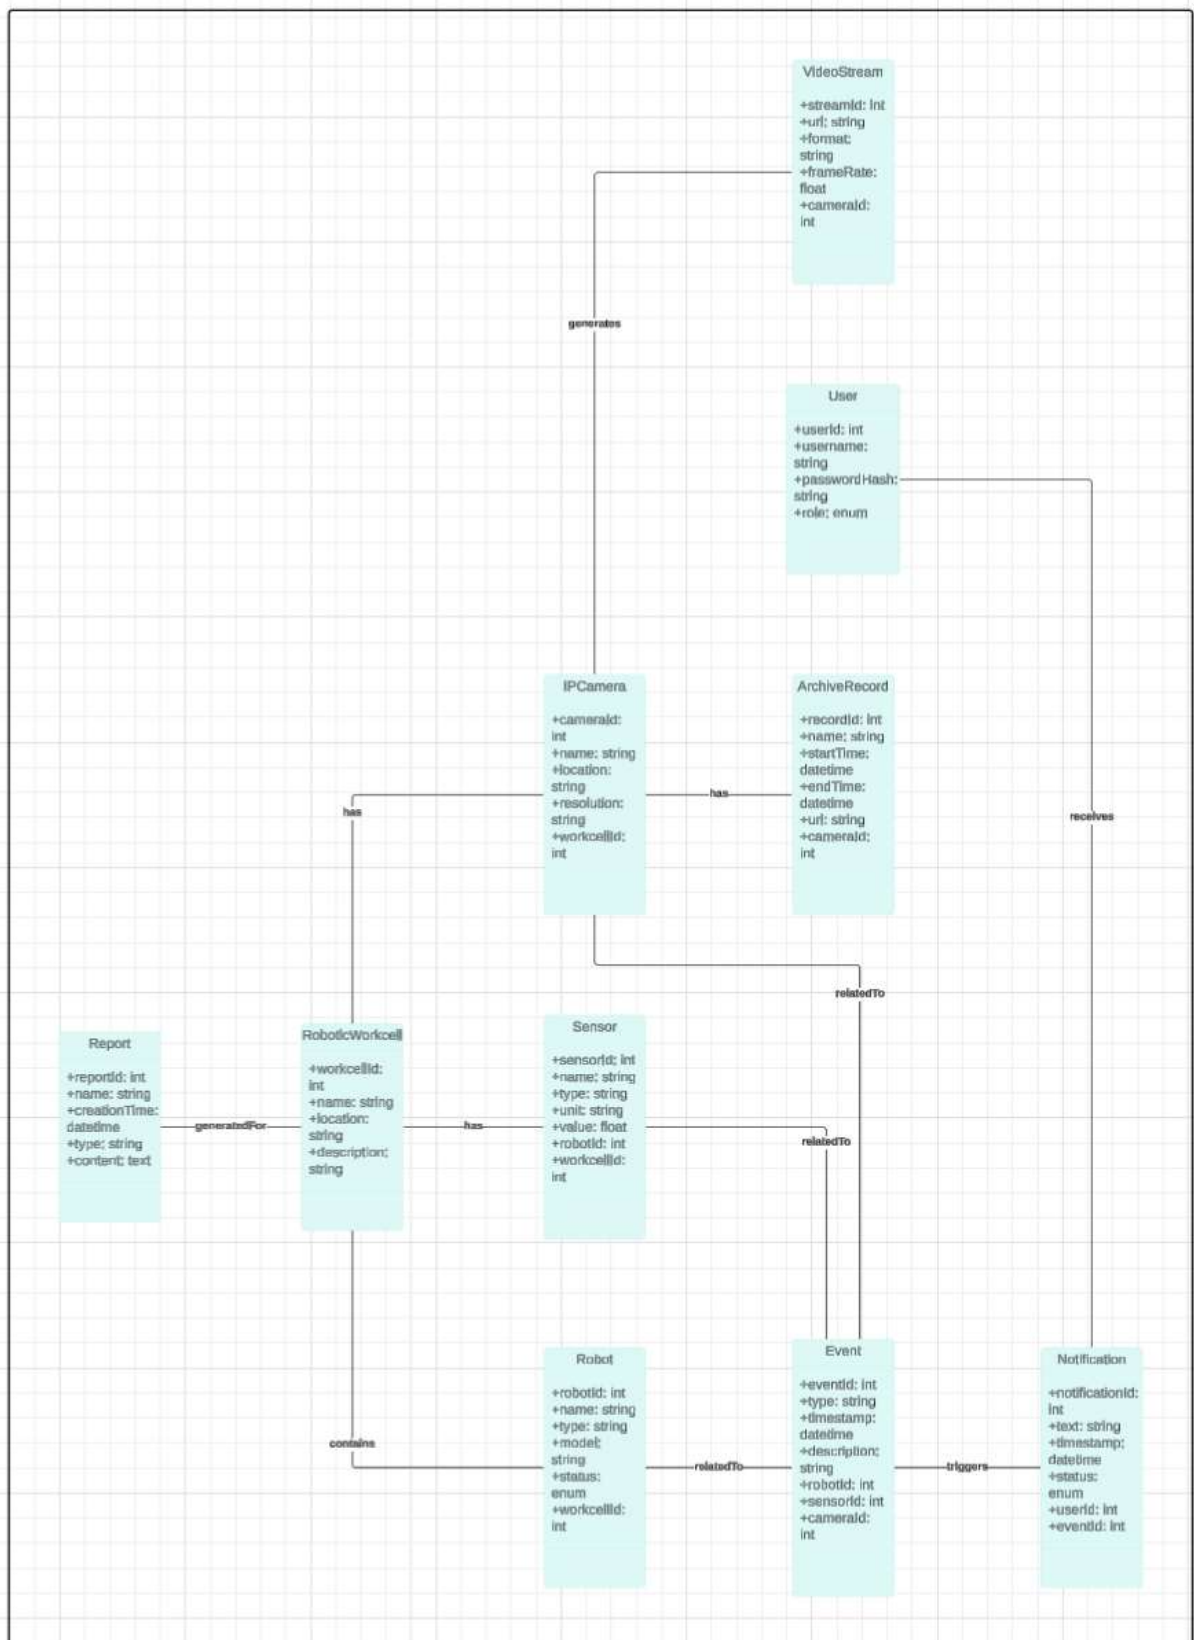 VideoStream
+streamId: int
+url: string
+format:
string
+frameRate:
float
+cameraId:
int
generates
User
+userId: int
+username:
string
+passwordHash:
string
+role: enum
receives
IPCamera
+cameraId:
int
+name: string
+location:
string
+resolution:
string
+workcellId:
int
has
ArchiveRecord
+recordId: int
+name: string
+startTime:
datetime
+endTime:
datetime
+url: string
+cameraId:
int
has
relatedTo
Report
+reportId: int
+name: string
+creationTime:
datetime
+type: string
+content: text
generatedFor
RoboticWorkcell
+workcellId:
int
+name: string
+location:
string
+description:
string
has
Sensor
+sensorId: int
+name: string
+type: string
+unit: string
+value: float
+robotId: int
+workcellId:
int
relatedTo
contains
Robot
+robotId: int
+name: string
+type: string
+model:
string
+status:
enum
+workcellId:
int
relatedTo
Event
+eventId: int
+type: string
+timestamp:
datetime
+description:
string
+robotId: int
+sensorId: int
+cameraId:
int
triggers
Notification
+notificationId:
int
+text: string
+timestamp:
datetime
+status:
enum
+userId: int
+eventId: int